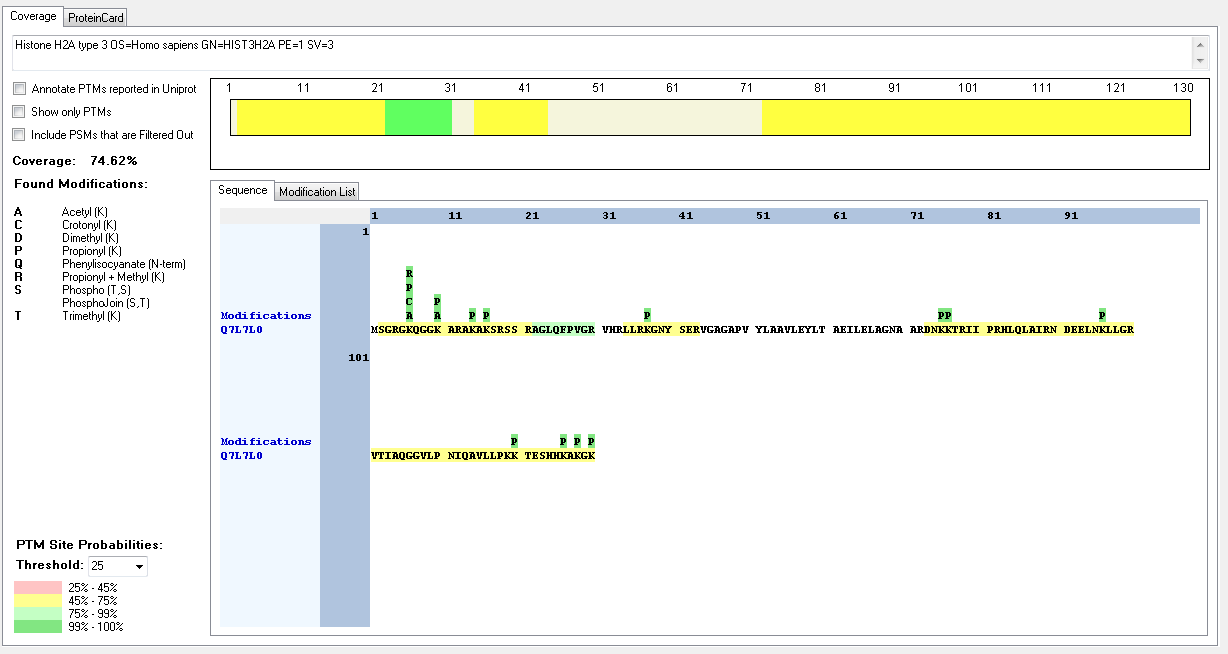 Coverage ProteinCard
Histone H2A type 3 OS=Homo sapiens GN=HIST3H2A PE=1 SV=3
Annotate PTMs reported in Uniprot
Show only PTMs
Include PSMs that are Filtered Out
Coverage: 74.62%
Found Modifications:
A Acetyl (K)
C Crotonyl (K)
D Dimethyl (K)
P Propionyl (K)
Q Phenylisocyanate (N-term)
R Propionyl + Methyl (K)
S Phospho (T,S)
PhosphoJoin (S,T)
T Trimethyl (K)
PTM Site Probabilities:
Threshold: 25
25% - 45%
45% - 75%
75% - 99%
99% - 100%
1 11 21 31 41 51 61 71 81 91 101 111 121 130
Sequence Modification List
1 11 21 31 41 51 61 71 81 91
1
R
P
C P
Modifications A A P P P PP P
Q7L7L0 MSGRGKQGGK ARAKAKSRSS RAGLQFPVGR VHRLLRKGNY SERVGAGAPV YLAAVLEYLT AEILELAGNA ARDNKKTRII PRHLQLAIRN DEELNKLLGR
101
Modifications P P P P
Q7L7L0 VTIAQGGVLP NIQAVLLPKK TESHHKAKGK